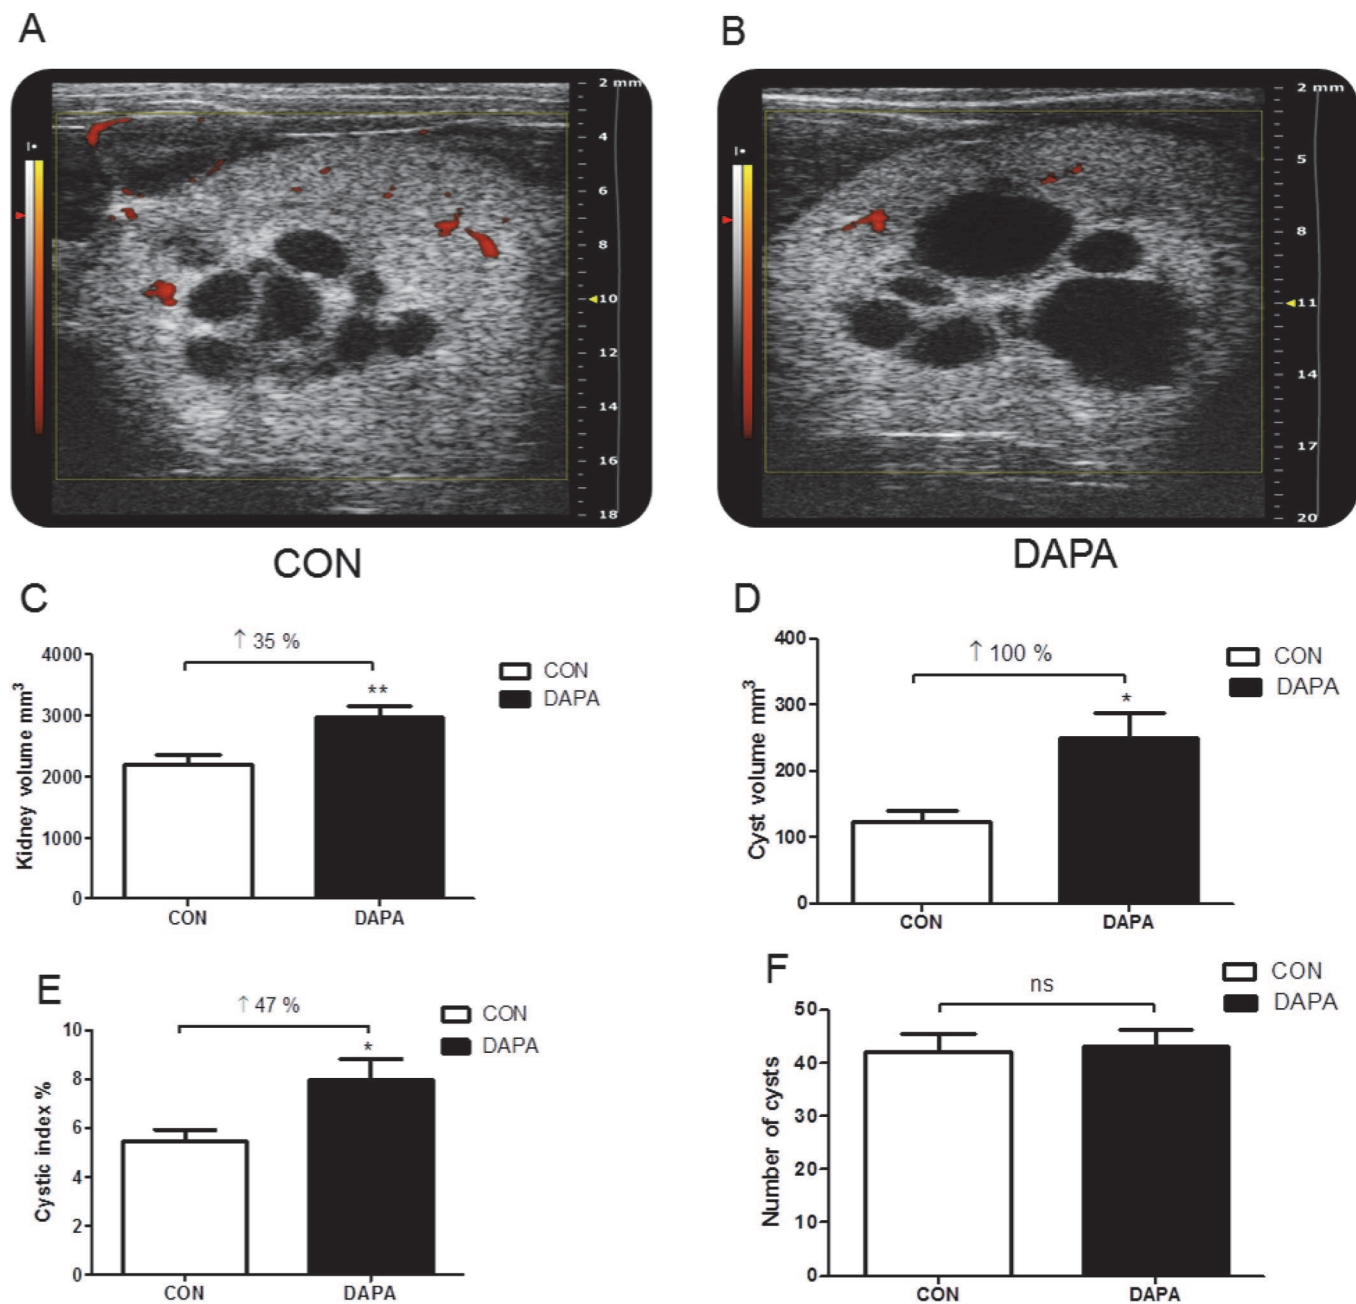 A
2 mm
4
6
8
10
12
14
16
18
CON
B
2 mm
5
8
11
14
17
20
DAPA
C
↑ 35 %
CON
DAPA
**
Kidney volume mm³
4000
3000
2000
1000
0
CON
DAPA
D
↑ 100 %
CON
DAPA
*
Cyst volume mm³
400
300
200
100
0
CON
DAPA
E
↑ 47 %
CON
DAPA
*
Cystic index %
10
8
6
4
2
0
CON
DAPA
F
ns
CON
DAPA
Number of cysts
50
40
30
20
10
0
CON
DAPA